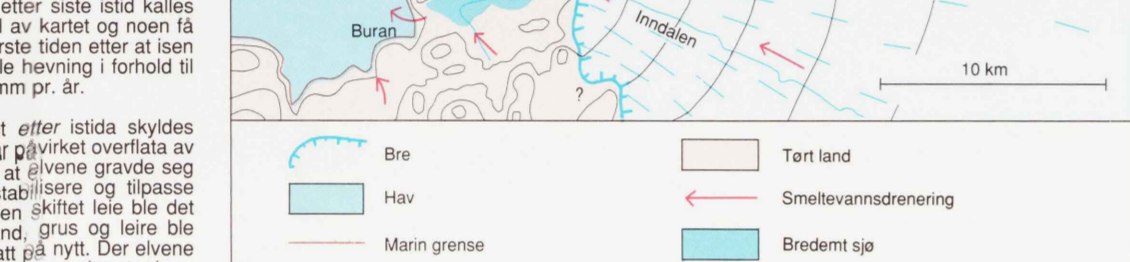 etter siste istid kalles
av kartet og noen få
rste tiden etter at isen
le hevning i forhold til
mm pr. år.
t etter istida skyldes
r påvirket overflata av
at elvene gravde seg
stabilisere og tilpasse
en skiftet leie ble det
nd, grus og leire ble
att på nytt. Der elvene
Buran
Inndalen
?
10 km
Bre
Hav
Marin grense
Tørt land
Smeltevannsdrenering
Bredemt sjø